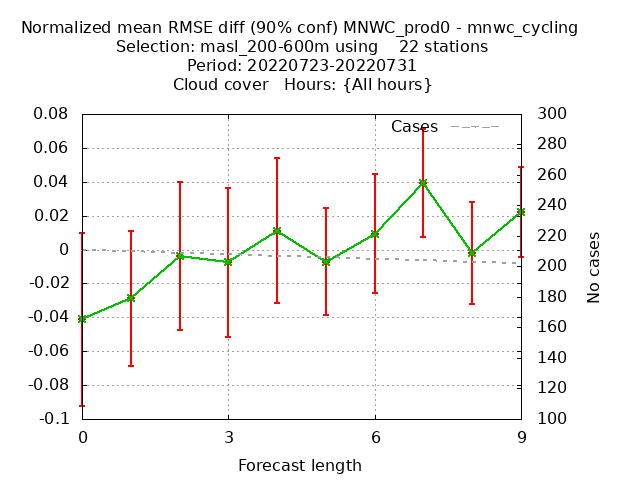 Normalized mean RMSE diff (90% conf) MNWC_prod0 - mnwc_cycling
Selection: masl_200-600m using    22 stations
Period: 20220723-20220731
Cloud cover   Hours: {All hours}
Cases
0.08
0.06
0.04
0.02
0
-0.02
-0.04
-0.06
-0.08
-0.1
300
280
260
240
220
200
180
160
140
120
100
No cases
0 3 6 9
Forecast length